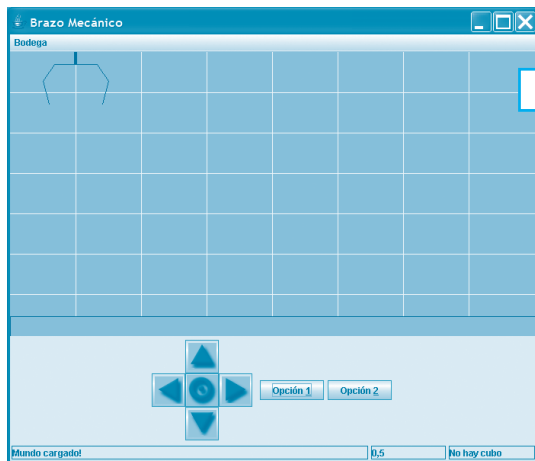 Brazo Mecánico
Bodega
Opción 1
Opción 2
Mundo cargado!
0,5
No hay cubo